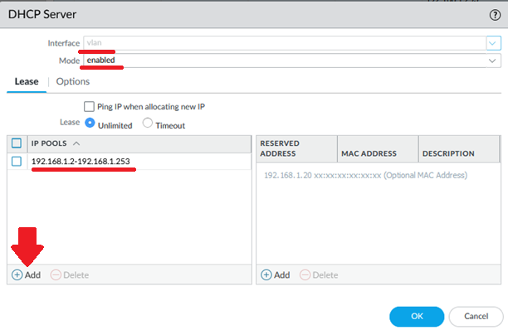 DHCP Server
Interface vlan
Mode enabled
Lease Options
Ping IP when allocating new IP
Lease Unlimited Timeout
IP POOLS
192.168.1.2-192.168.1.253
Add Delete
RESERVED ADDRESS MAC ADDRESS DESCRIPTION
192.168.1.20 xx:xx:xx:xx:xx:xx (Optional MAC Address)
Add Delete
OK Cancel